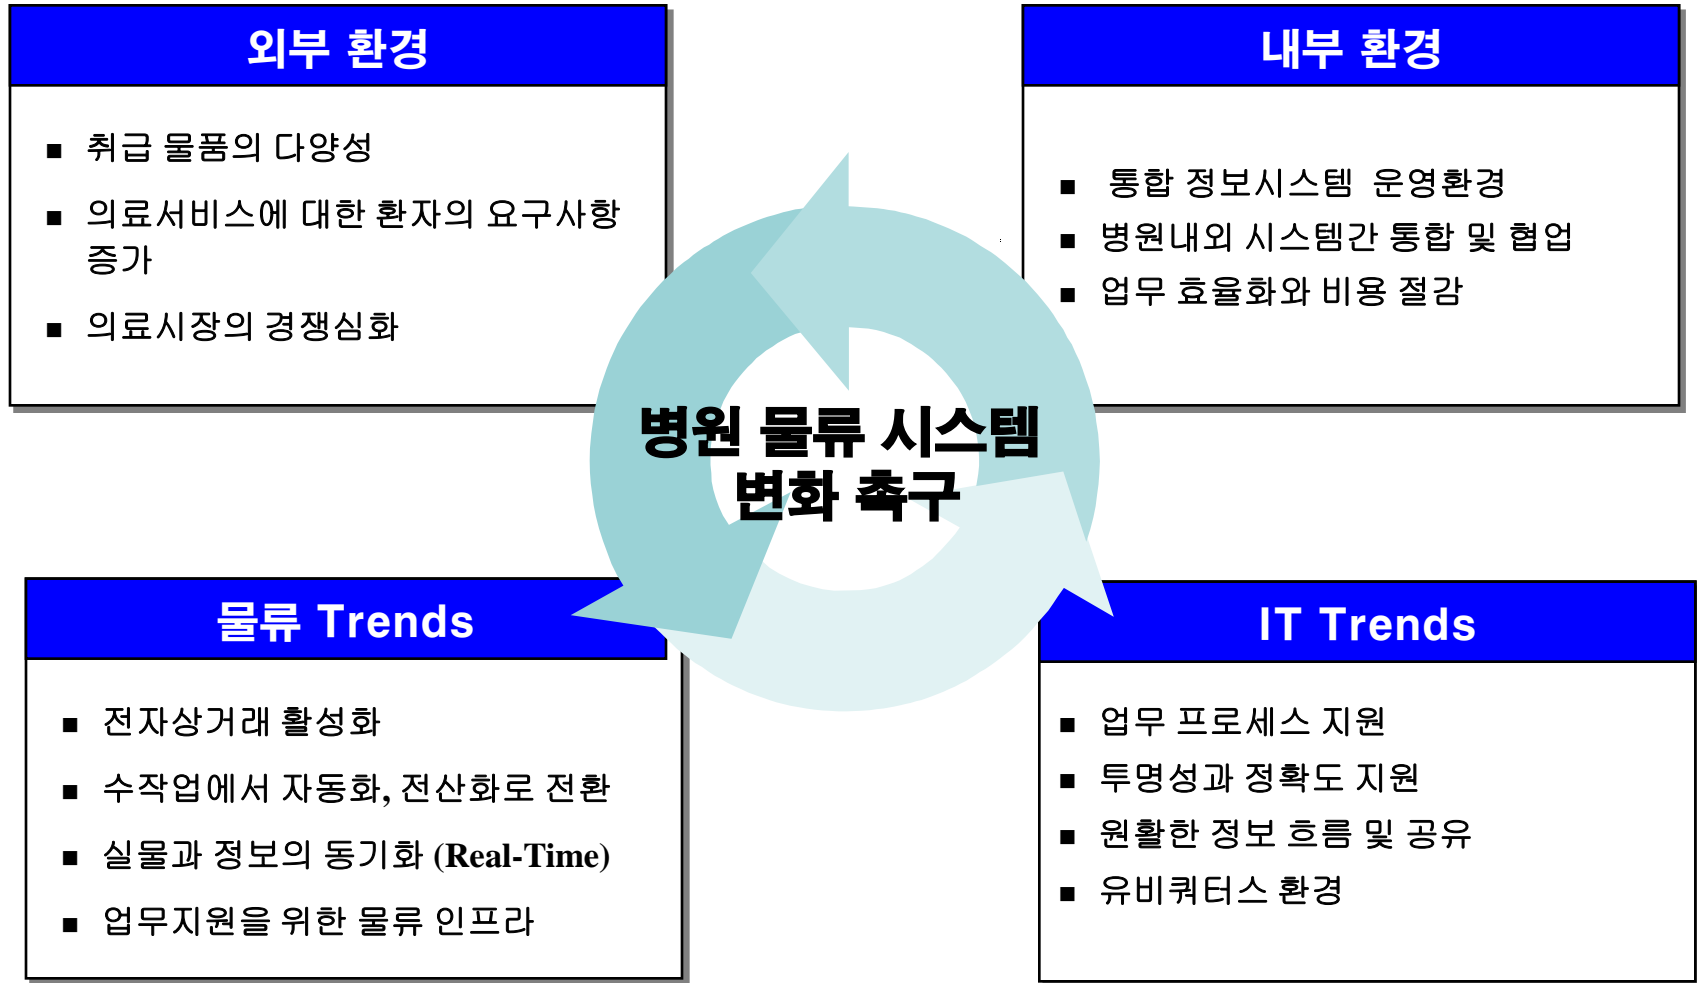 외부 환경
■ 취급 물품의 다양성
■ 의료서비스에 대한 환자의 요구사항
증가
■ 의료시장의 경쟁심화
내부 환경
■ 통합 정보시스템 운영환경
■ 병원내외 시스템간 통합 및 협업
■ 업무 효율화와 비용 절감
병원 물류 시스템
변화 촉구
물류 Trends
■ 전자상거래 활성화
■ 수작업에서 자동화, 전산화로 전환
■ 실물과 정보의 동기화 (Real-Time)
■ 업무지원을 위한 물류 인프라
IT Trends
■ 업무 프로세스 지원
■ 투명성과 정확도 지원
■ 원활한 정보 흐름 및 공유
■ 유비쿼터스 환경